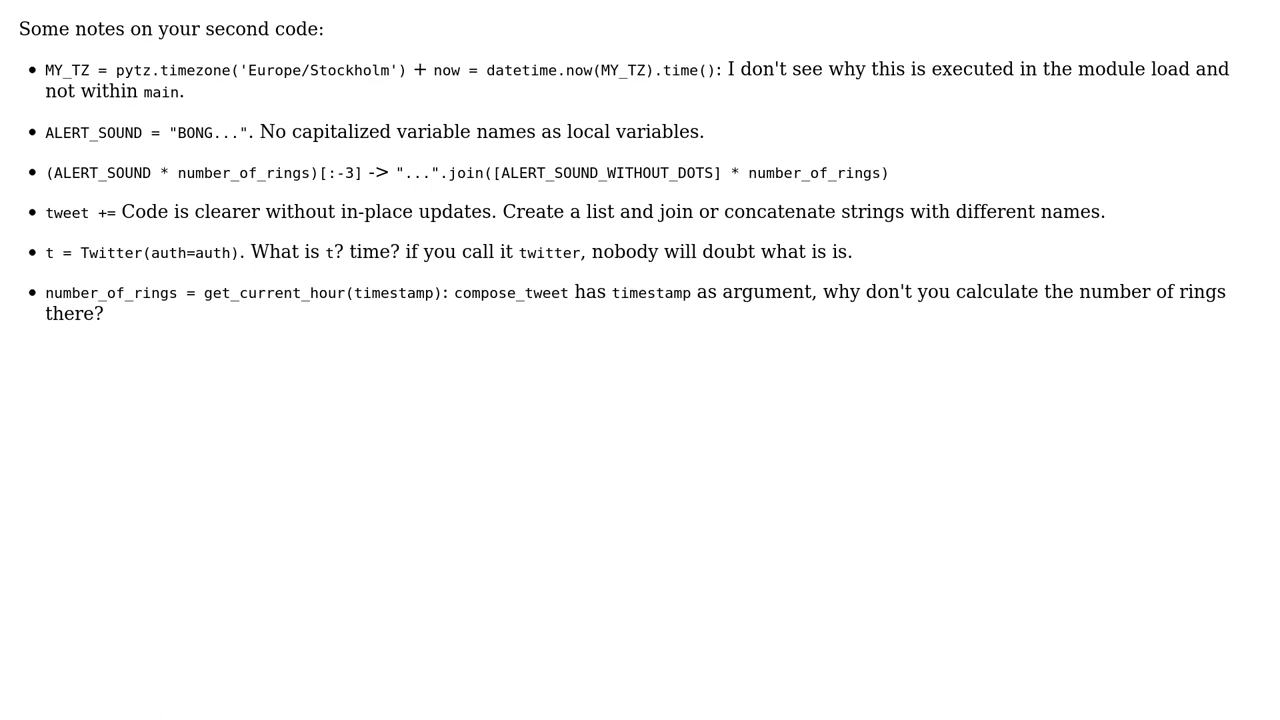 Some notes on your second code:
• MY_TZ = pytz.timezone('Europe/Stockholm') + now = datetime.now(MY_TZ).time(): I don't see why this is executed in the module load and
not within main.
• ALERT_SOUND = "BONG...". No capitalized variable names as local variables.
• (ALERT_SOUND * number_of_rings)[:-3] -> "...".join([ALERT_SOUND_WITHOUT_DOTS] * number_of_rings)
• tweet += Code is clearer without in-place updates. Create a list and join or concatenate strings with different names.
• t = Twitter(auth=auth). What is t? time? if you call it twitter, nobody will doubt what is is.
• number_of_rings = get_current_hour(timestamp): compose_tweet has timestamp as argument, why don't you calculate the number of rings
there?